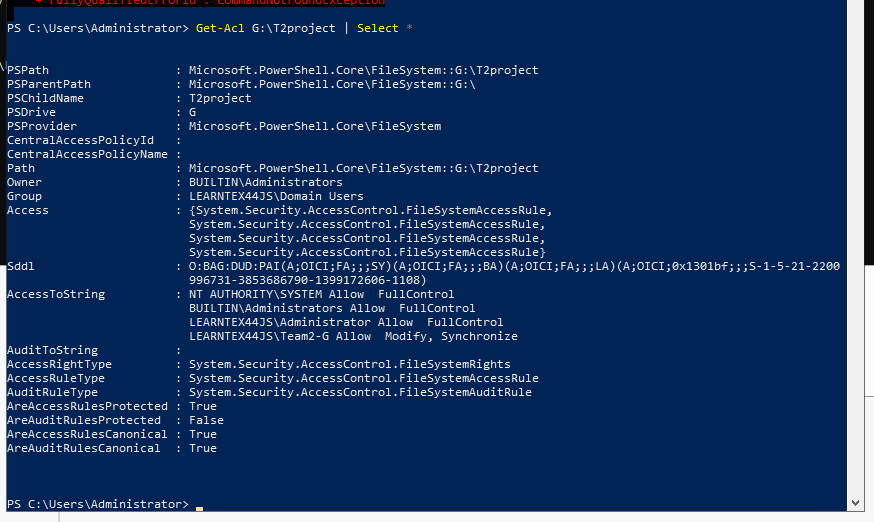 + FullyQualifiedErrorId : CommandNotFoundException
PS C:\Users\Administrator> Get-Acl G:\T2project | Select *
PSPath : Microsoft.PowerShell.Core\FileSystem::G:\T2project
PSParentPath : Microsoft.PowerShell.Core\FileSystem::G:\
PSChildName : T2project
PSDrive : G
PSProvider : Microsoft.PowerShell.Core\FileSystem
CentralAccessPolicyId :
CentralAccessPolicyName :
Path : Microsoft.PowerShell.Core\FileSystem::G:\T2project
Owner : BUILTIN\Administrators
Group : LEARNTEX44JS\Domain Users
Access : {System.Security.AccessControl.FileSystemAccessRule,
System.Security.AccessControl.FileSystemAccessRule,
System.Security.AccessControl.FileSystemAccessRule,
System.Security.AccessControl.FileSystemAccessRule}
Sddl : O:BAG:DUD:PAI(A;OICI;FA;;;SY)(A;OICI;FA;;;BA)(A;OICI;FA;;;LA)(A;OICI;0x1301bf;;;S-1-5-21-2200
996731-3853686790-1399172606-1108)
AccessToString : NT AUTHORITY\SYSTEM Allow  FullControl
BUILTIN\Administrators Allow  FullControl
LEARNTEX44JS\Administrator Allow  FullControl
LEARNTEX44JS\Team2-G Allow  Modify, Synchronize
AuditToString :
AccessRightType : System.Security.AccessControl.FileSystemRights
AccessRuleType : System.Security.AccessControl.FileSystemAccessRule
AuditRuleType : System.Security.AccessControl.FileSystemAuditRule
AreAccessRulesProtected : True
AreAuditRulesProtected : False
AreAccessRulesCanonical : True
AreAuditRulesCanonical : True
PS C:\Users\Administrator>